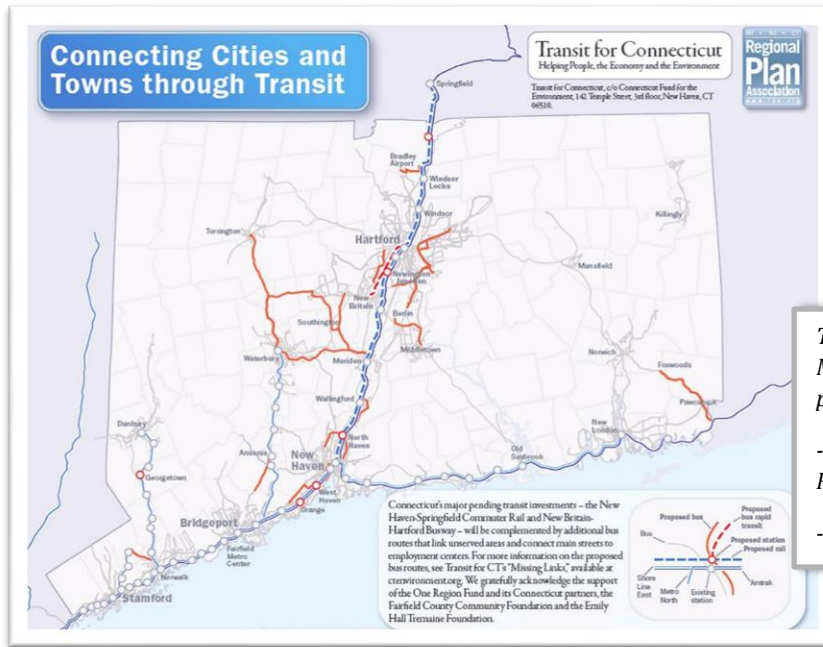 Connecting Cities and
Towns through Transit
Transit for Connecticut
Helping People, the Economy and the Environment
Transit for Connecticut, c/o Connecticut Fund for the
Environment, 142 Temple Street, 3rd floor, New Haven, CT
06510.
NY • NJ • CT
Regional
Plan
Association
Springfield
Bradley
Airport
Windsor
Locks
Windsor
Torrington
Killingly
Hartford
Mansfield
Newington
Junction
New
Britain
Berlin
Southington
Middletown
Waterbury
Meriden
Norwich
Foxwoods
Wallingford
Pawcatuck
Danbury
North
Haven
New
London
Ansonia
New
Haven
Old
Saybrook
Georgetown
West
Haven
Orange
Bridgeport
Fairfield
Metro
Center
Norwalk
Stamford
Connecticut's major pending transit investments – the New
Haven-Springfield Commuter Rail and New Britain-
Hartford Busway – will be complemented by additional bus
routes that link unserved areas and connect main streets to
employment centers. For more information on the proposed
bus routes, see Transit for CT's "Missing Links," available at
ctenvironment.org. We gratefully acknowledge the support
of the One Region Fund and its Connecticut partners, the
Fairfield County Community Foundation and the Emily
Hall Tremaine Foundation.
Proposed bus
Proposed
bus rapid
transit
Bus
Proposed station
Proposed rail
Shore
Line
East
Metro
North
Existing
station
Amtrak